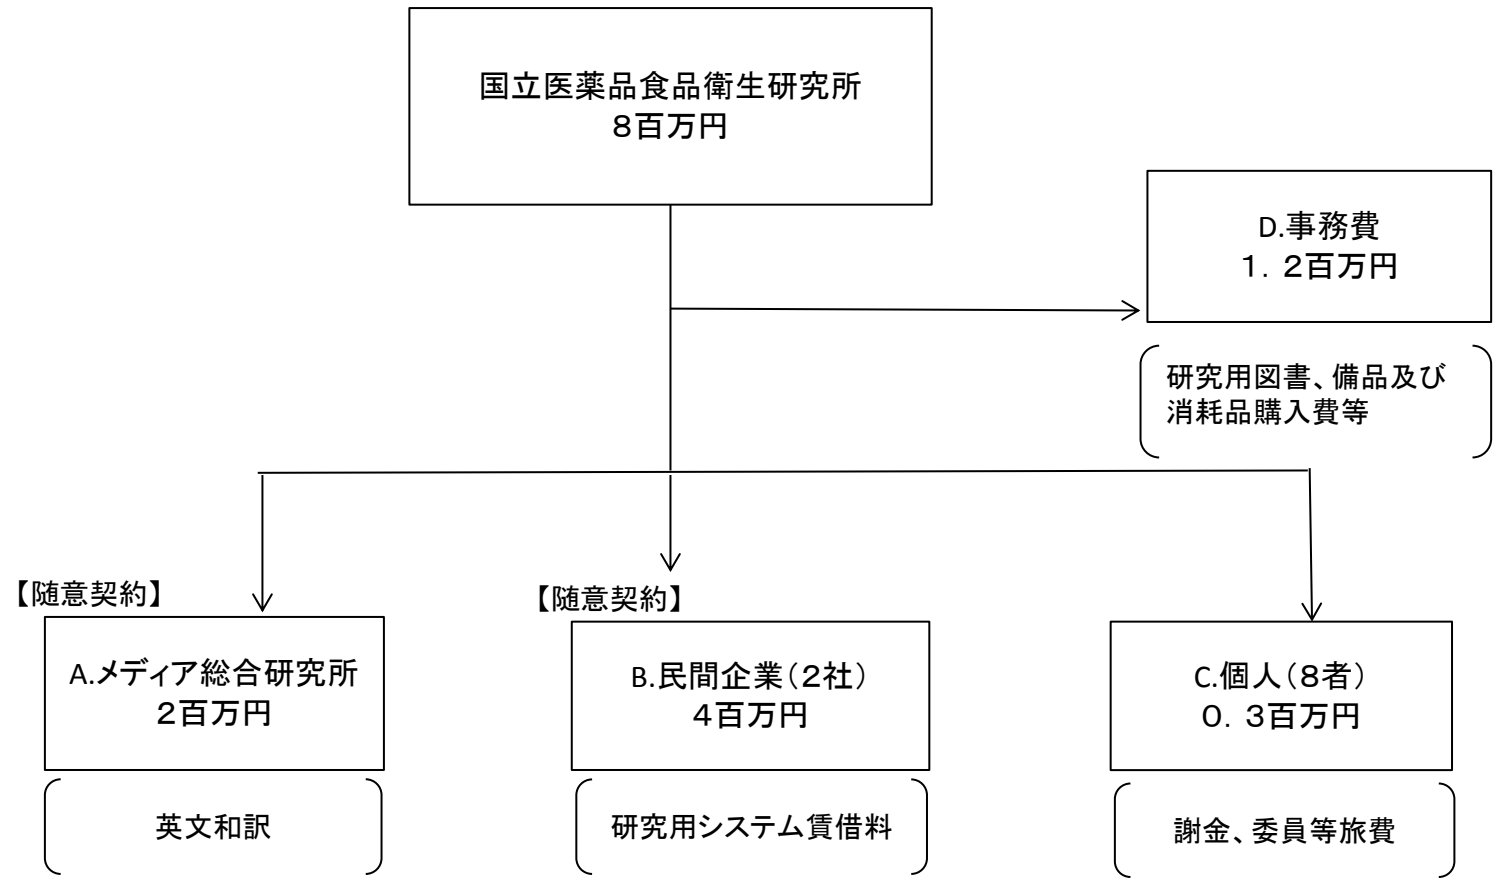 国立医薬品食品衛生研究所
８百万円
D.事務費
１．２百万円
研究用図書、備品及び
消耗品購入費等
【随意契約】
A.メディア総合研究所
２百万円
英文和訳
【随意契約】
B.民間企業（２社）
４百万円
研究用システム賃借料
C.個人（８者）
０．３百万円
謝金、委員等旅費